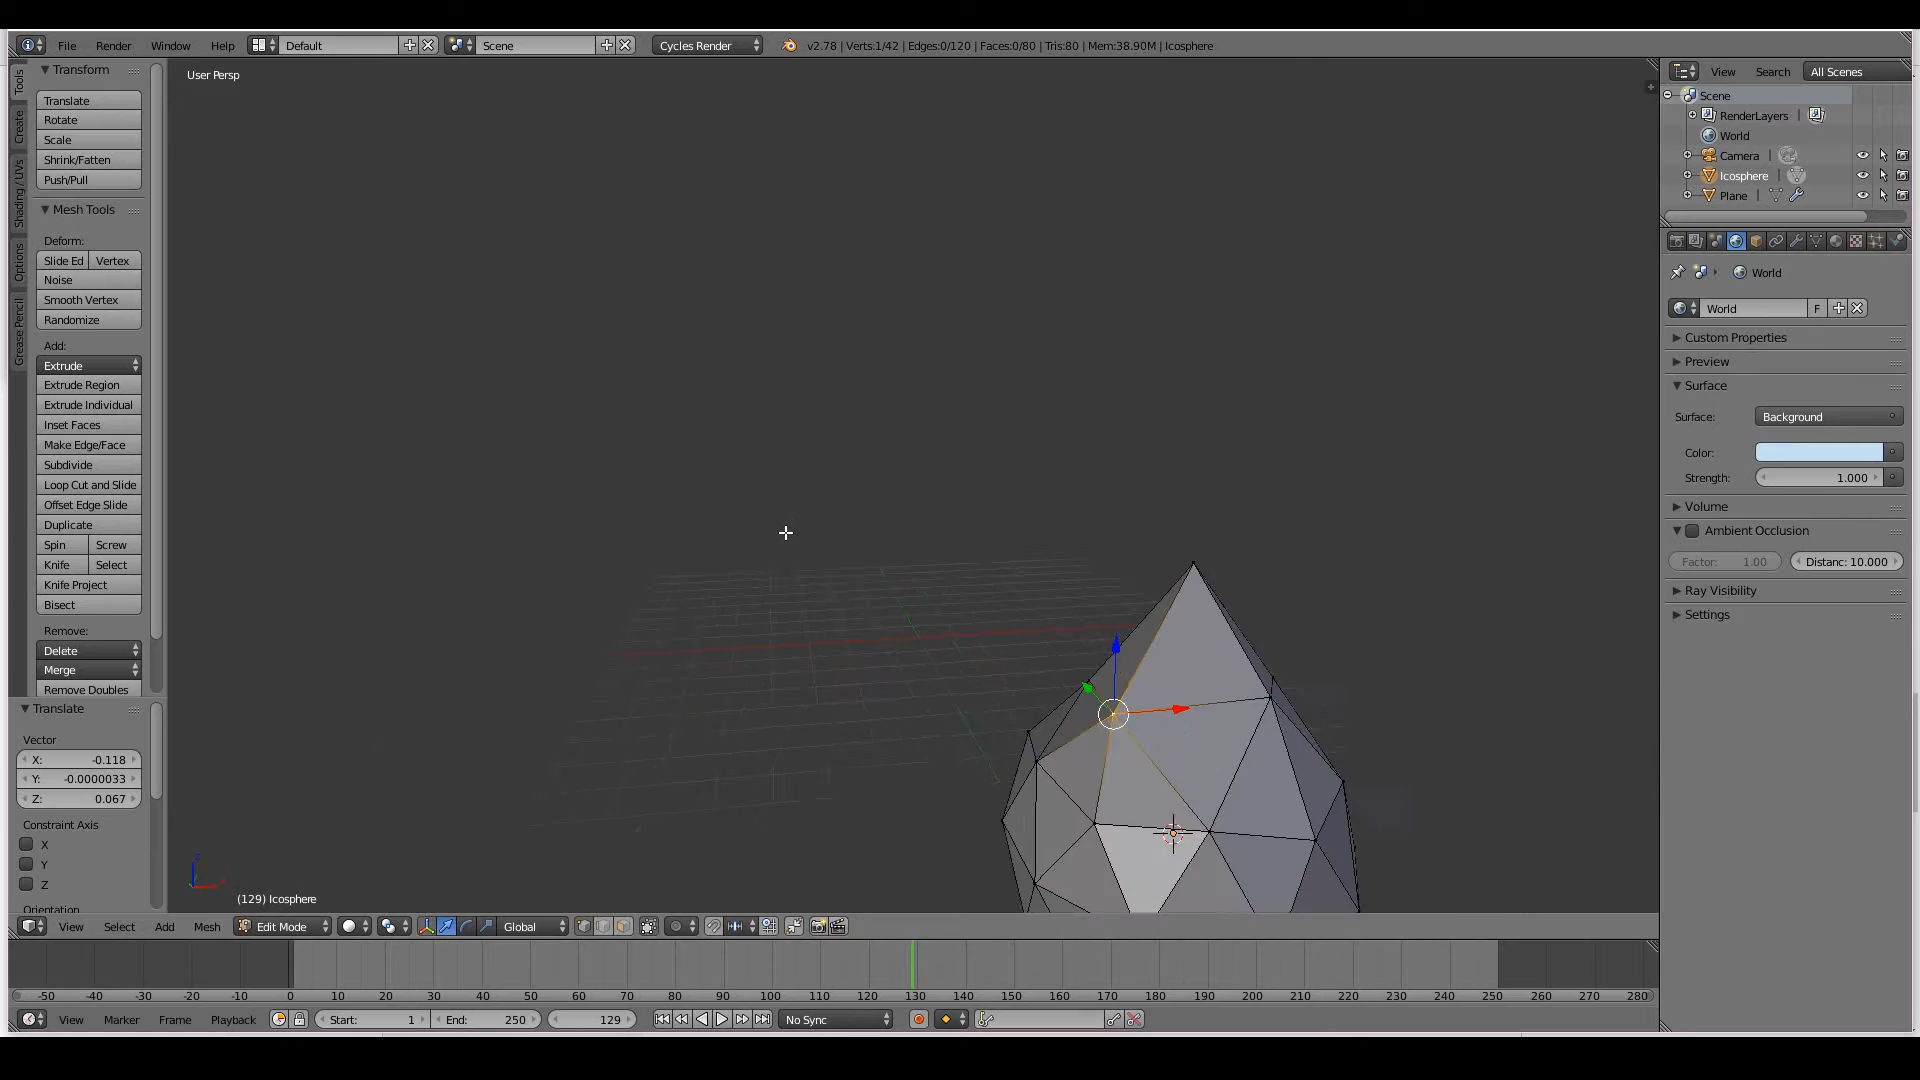 File Render Window Help Default Scene Cycles Render v2.78 | Verts:1/42 | Edges:0/120 | Faces:0/80 | Tris:80 | Mem:38.90M | Icosphere
Tools
Create
Shading / UVs
Options
Grease Pencil
Transform
Translate
Rotate
Scale
Shrink/Fatten
Push/Pull
Mesh Tools
Deform:
Slide Ed Vertex
Noise
Smooth Vertex
Randomize
Add:
Extrude
Extrude Region
Extrude Individual
Inset Faces
Make Edge/Face
Subdivide
Loop Cut and Slide
Offset Edge Slide
Duplicate
Spin Screw
Knife Select
Knife Project
Bisect
Remove:
Delete
Merge
Remove Doubles
Translate
Vector
X: -0.118
Y: -0.0000033
Z: 0.067
Constraint Axis
X
Y
Z
Orientation
User Persp
z
(129) Icosphere
View Select Add Mesh Edit Mode Global
-50 -40 -30 -20 -10 0 10 20 30 40 50 60 70 80 90 100 110 120 130 140 150 160 170 180 190 200 210 220 230 240 250 260 270 280
View Marker Frame Playback Start: 1 End: 250 129 No Sync
View Search All Scenes
Scene
RenderLayers |
World
Camera |
Icosphere |
Plane |
World
World F
Custom Properties
Preview
Surface
Surface: Background
Color:
Strength: 1.000
Volume
Ambient Occlusion
Factor: 1.00 Distanc: 10.000
Ray Visibility
Settings